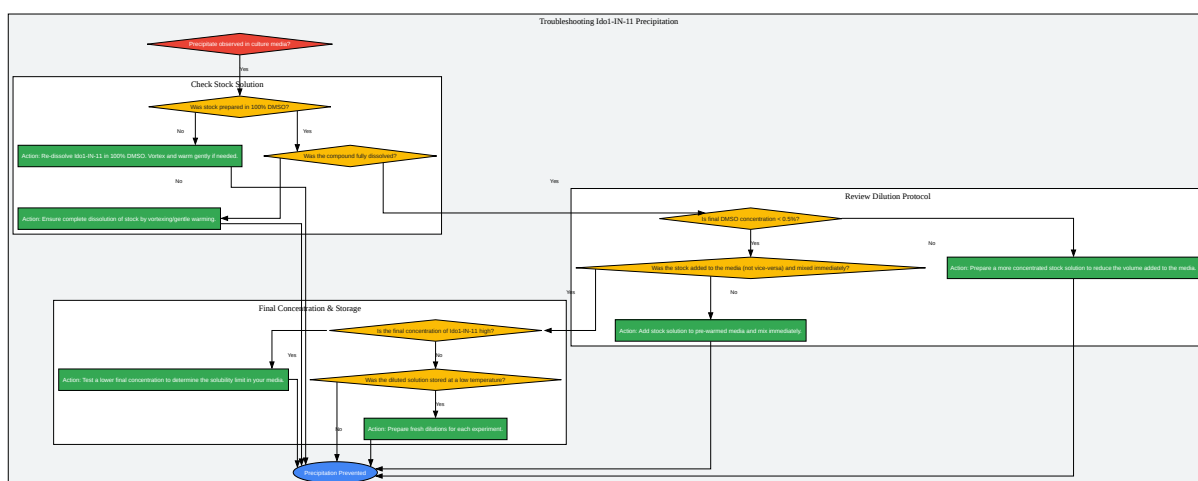 Troubleshooting Ido1-IN-11 Precipitation
Precipitate observed in culture media?
Yes
Check Stock Solution
Was stock prepared in 100% DMSO?
No
Yes
Action: Re-dissolve Ido1-IN-11 in 100% DMSO. Vortex and warm gently if needed.
Was the compound fully dissolved?
No
Yes
Action: Ensure complete dissolution of stock by vortexing/gentle warming.
Review Dilution Protocol
Is final DMSO concentration < 0.5%?
Yes
No
Was the stock added to the media (not vice-versa) and mixed immediately?
Action: Prepare a more concentrated stock solution to reduce the volume added to the media.
Yes
No
Final Concentration & Storage
Is the final concentration of Ido1-IN-11 high?
Action: Add stock solution to pre-warmed media and mix immediately.
Yes
No
Action: Test a lower final concentration to determine the solubility limit in your media.
Was the diluted solution stored at a low temperature?
Yes
No
Action: Prepare fresh dilutions for each experiment.
Precipitation Prevented